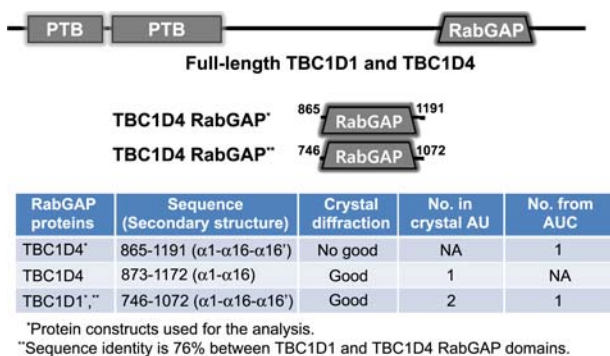 PTB PTB RabGAP
Full-length TBC1D1 and TBC1D4
TBC1D4 RabGAP* 865 RabGAP 1191
TBC1D4 RabGAP** 746 RabGAP 1072
RabGAP proteins Sequence (Secondary structure) Crystal diffraction No. in crystal AU No. from AUC
TBC1D4* 865-1191 (α1-α16-α16') No good NA 1
TBC1D4 873-1172 (α1-α16) Good 1 NA
TBC1D1*,** 746-1072 (α1-α16-α16') Good 2 1
*Protein constructs used for the analysis.
**Sequence identity is 76% between TBC1D1 and TBC1D4 RabGAP domains.